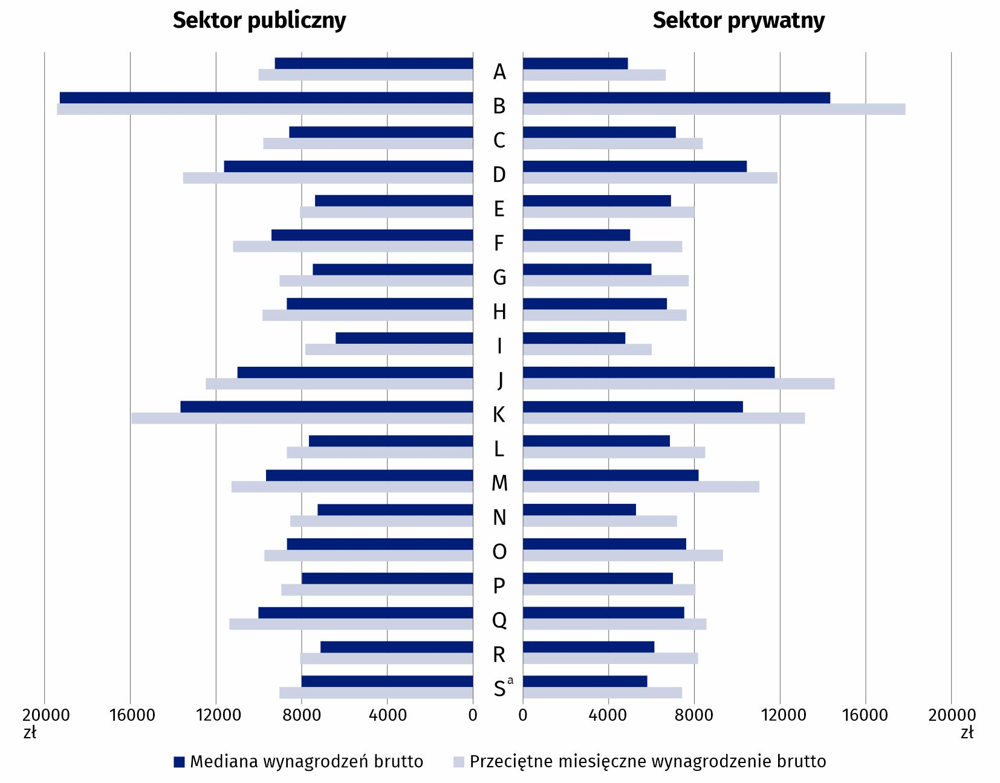 Sektor publiczny
Sektor prywatny
A
B
C
D
E
F
G
H
I
J
K
L
M
N
O
P
Q
R
S a
20000 16000 12000 8000 4000 0
zł
0 4000 8000 12000 16000 20000
zł
Mediana wynagrodzeń brutto
Przeciętne miesięczne wynagrodzenie brutto